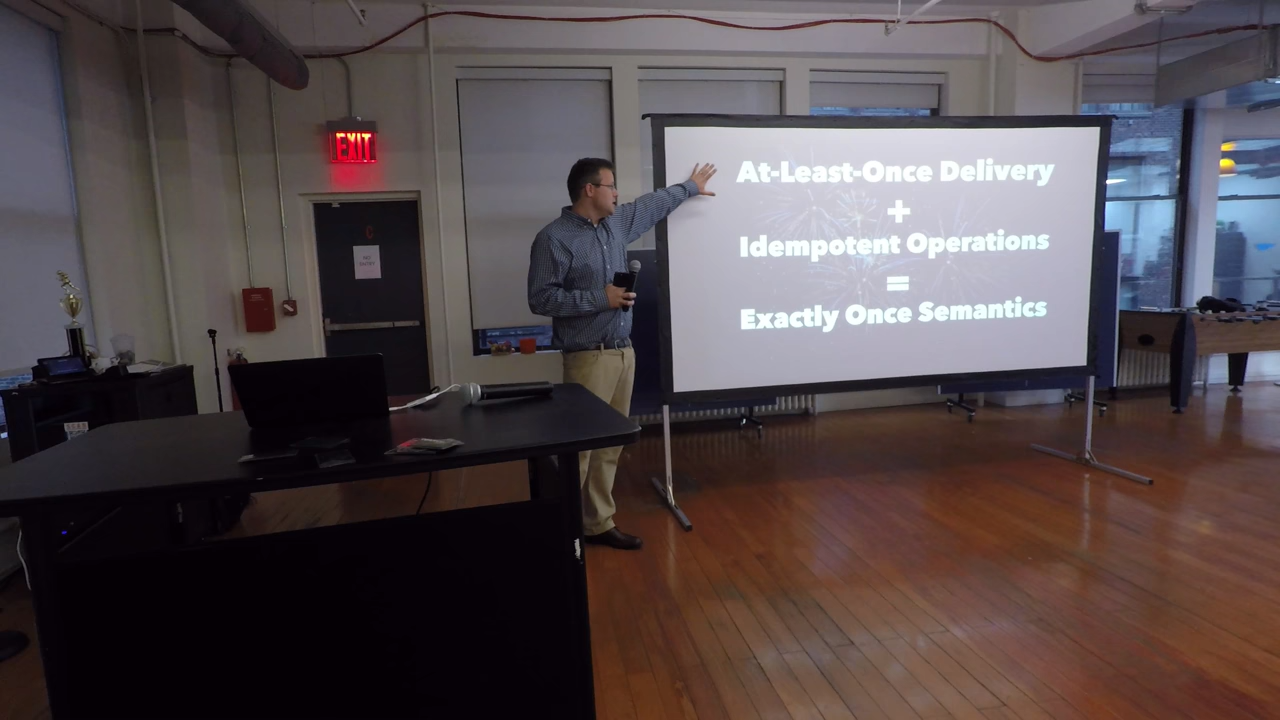 EXIT
At-Least-Once Delivery
+
Idempotent Operations
=
Exactly Once Semantics